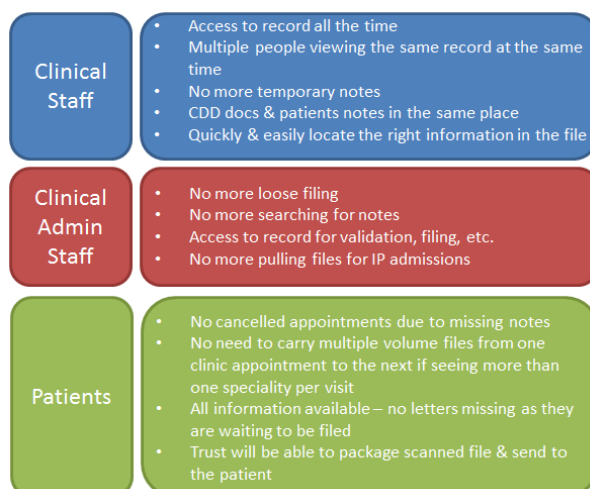 Clinical
Staff
• Access to record all the time
• Multiple people viewing the same record at the same
time
• No more temporary notes
• CDD docs & patients notes in the same place
• Quickly & easily locate the right information in the file
Clinical
Admin
Staff
• No more loose filing
• No more searching for notes
• Access to record for validation, filing, etc.
• No more pulling files for IP admissions
Patients
• No cancelled appointments due to missing notes
• No need to carry multiple volume files from one
clinic appointment to the next if seeing more than
one speciality per visit
• All information available – no letters missing as they
are waiting to be filed
• Trust will be able to package scanned file & send to
the patient